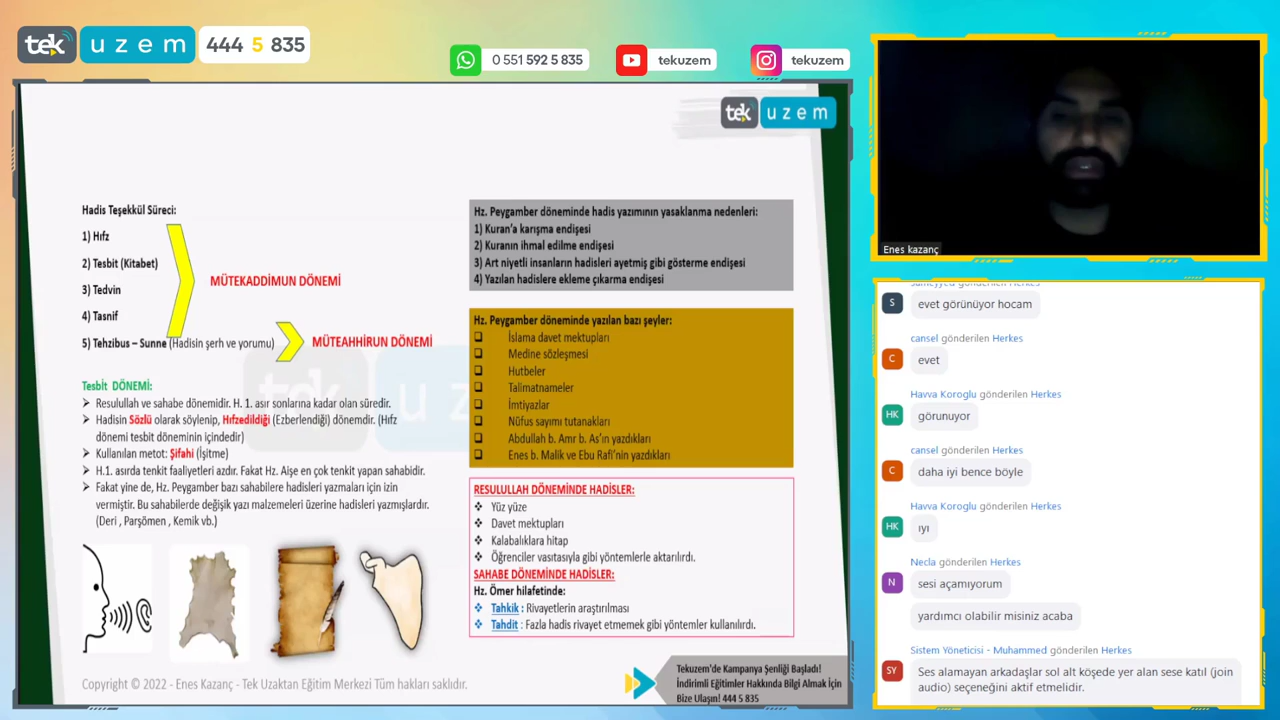 tek uzem 444 5 835
0 551 592 5 835
tekuzem
tekuzem
tek uzem
Hadis Teşekkül Süreci:
1) Hıfz
2) Tesbit (Kitabet)
3) Tedvin
4) Tasnif
5) Tehzibus – Sunne (Hadisin şerh ve yorumu)
MÜTEKADDİMUN DÖNEMİ
MÜTEAHHİRUN DÖNEMİ
Tesbit DÖNEMİ:
Resulullah ve sahabe dönemidir. H. 1. asır sonlarına kadar olan süredir.
Hadisin Sözlü olarak söylenip, Hıfzedildiği (Ezberlendiği) dönemdir. (Hıfz
dönemi tesbit döneminin içindedir)
Kullanılan metot: Şifahi (İşitme)
H.1. asırda tenkit faaliyetleri azdır. Fakat Hz. Aişe en çok tenkit yapan sahabidir.
Fakat yine de, Hz. Peygamber bazı sahabilere hadisleri yazmaları için izin
vermiştir. Bu sahabilerde değişik yazı malzemeleri üzerine hadisleri yazmışlardır.
(Deri , Parşömen , Kemik vb.)
Hz. Peygamber döneminde hadis yazımının yasaklanma nedenleri:
1) Kuran'a karışma endişesi
2) Kuranın ihmal edilme endişesi
3) Art niyetli insanların hadisleri ayetmiş gibi gösterme endişesi
4) Yazılan hadislere ekleme çıkarma endişesi
Hz. Peygamber döneminde yazılan bazı şeyler:
İslama davet mektupları
Medine sözleşmesi
Hutbeler
Talimatnameler
İmtiyazlar
Nüfus sayımı tutanakları
Abdullah b. Amr b. As'ın yazdıkları
Enes b. Malik ve Ebu Rafi'nin yazdıkları
RESULULLAH DÖNEMİNDE HADİSLER:
Yüz yüze
Davet mektupları
Kalabalıklara hitap
Öğrenciler vasıtasıyla gibi yöntemlerle aktarılırdı.
SAHABE DÖNEMİNDE HADİSLER:
Hz. Ömer hilafetinde:
Tahkik : Rivayetlerin araştırılması
Tahdit : Fazla hadis rivayet etmemek gibi yöntemler kullanılırdı.
Copyright © 2022 - Enes Kazanç - Tek Uzaktan Eğitim Merkezi Tüm hakları saklıdır.
Tekuzem'de Kampanya Şenliği Başladı!
İndirimli Eğitimler Hakkında Bilgi Almak İçin
Bize Ulaşın! 444 5 835
Enes kazanç
S
evet görünüyor hocam
cansel gönderilen Herkes
C
evet
Havva Koroglu gönderilen Herkes
HK
görunuyor
cansel gönderilen Herkes
C
daha iyi bence böyle
Havva Koroglu gönderilen Herkes
HK
ıyı
Necla gönderilen Herkes
N
sesi açamıyorum
yardımcı olabilir misiniz acaba
Sistem Yöneticisi - Muhammed gönderilen Herkes
SY
Ses alamayan arkadaşlar sol alt köşede yer alan sese katıl (join
audio) seçeneğini aktif etmelidir.